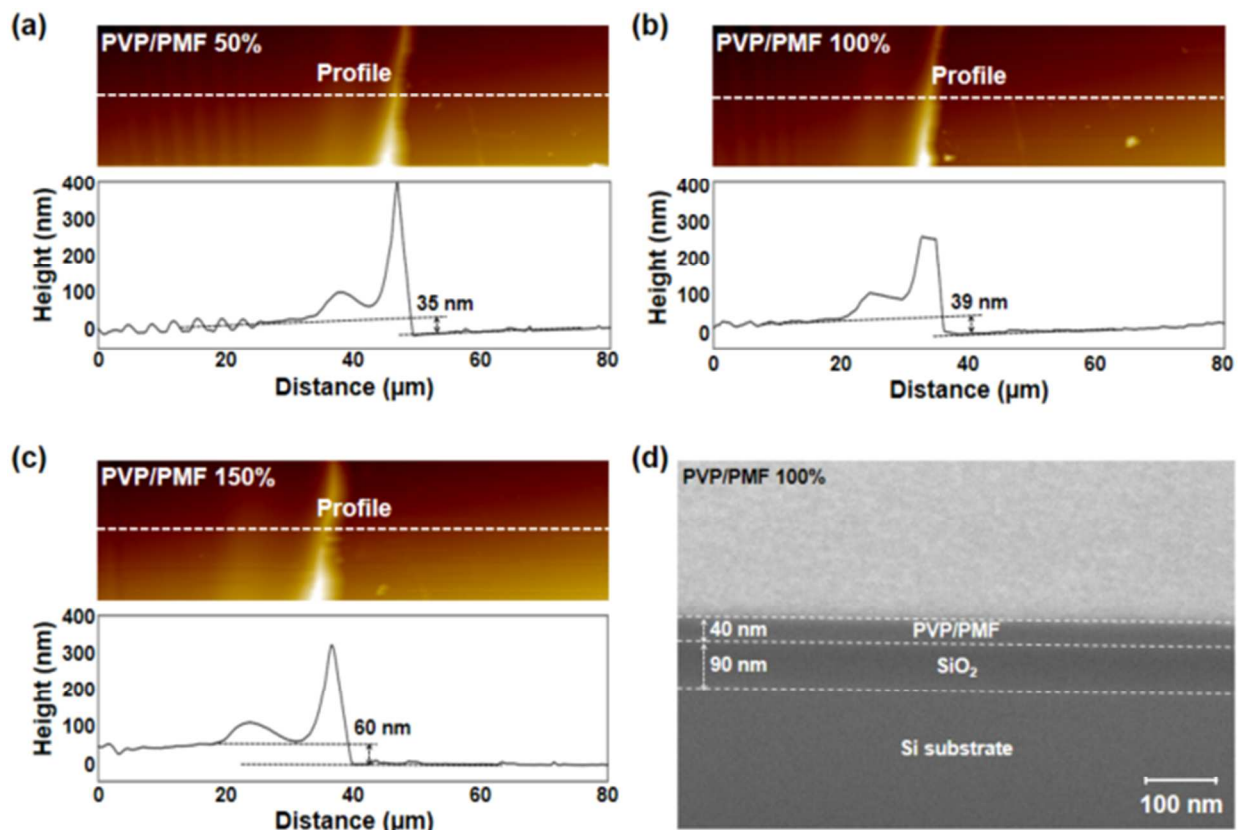 (a)
PVP/PMF 50%
Profile
400
300
200
100
0
Height (nm)
35 nm
0 20 40 60 80
Distance (µm)
(b)
PVP/PMF 100%
Profile
400
300
200
100
0
Height (nm)
39 nm
0 20 40 60 80
Distance (µm)
(c)
PVP/PMF 150%
Profile
400
300
200
100
0
Height (nm)
60 nm
0 20 40 60 80
Distance (µm)
(d)
PVP/PMF 100%
40 nm PVP/PMF
90 nm SiO₂
Si substrate
100 nm